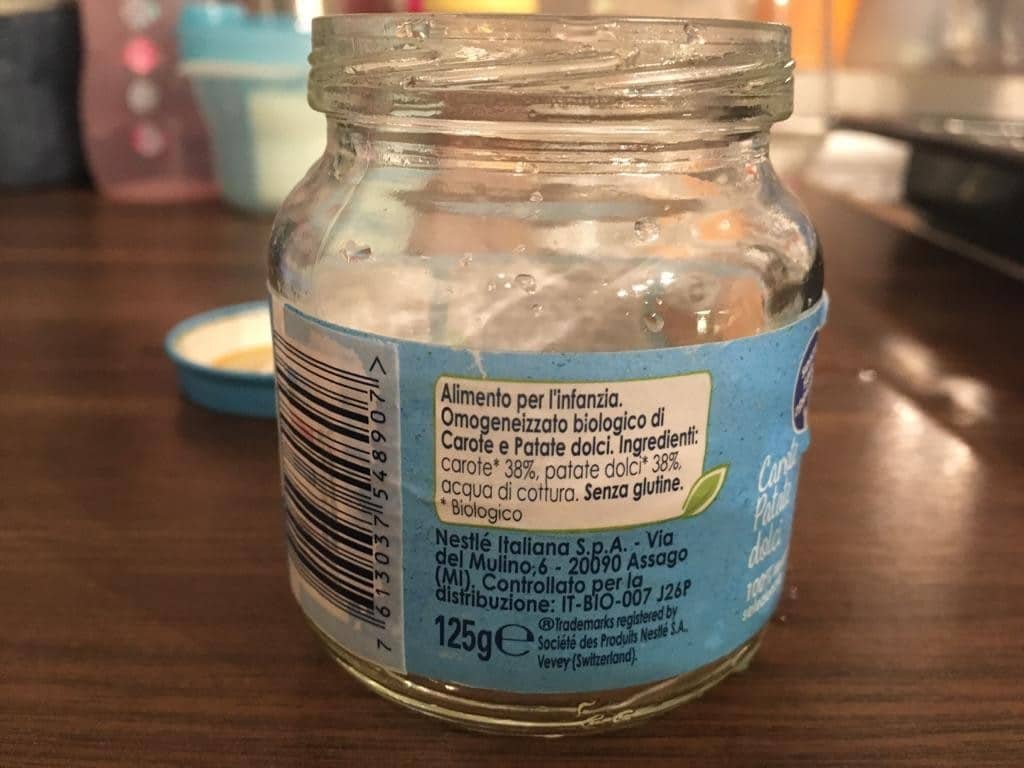 Alimento per l'infanzia.
Omogeneizzato biologico di
Carote e Patate dolci. Ingredienti:
carote* 38%, patate dolci* 38%,
acqua di cottura. Senza glutine.
* Biologico
Nestlé Italiana S.p.A. - Via
del Mulino,6 - 20090 Assago
(MI). Controllato per la
distribuzione: IT-BIO-007 J26P
125g e
®Trademarks registered by
Société des Produits Nestlé S.A.,
Vevey (Switzerland).
7 613037 548907 >
dolci